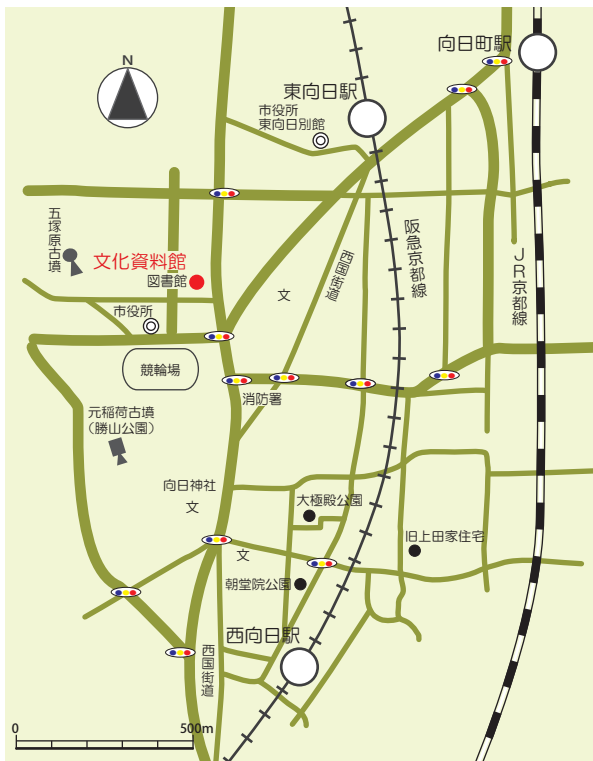 向日町駅
N
東向日駅
市役所
東向日別館
五塚原古墳
阪急京都線
JR京都線
西国街道
文化資料館
図書館
文
市役所
競輪場
消防署
元稲荷古墳
(勝山公園)
向日神社
文
大極殿公園
旧上田家住宅
文
朝堂院公園
西向日駅
西国街道
0
500m